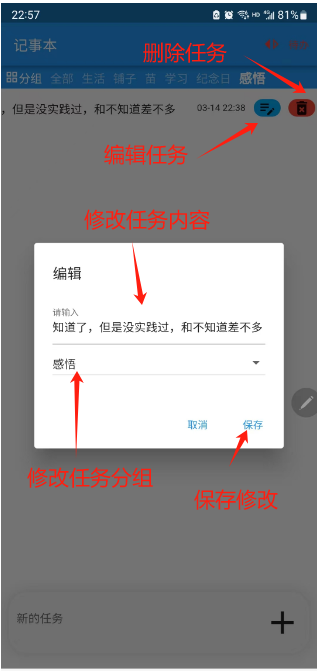 22:57 HD 81%
记事本
删除任务
分组 全部 生活 铺子 苗 学习 纪念日 感悟
，但是没实践过，和不知道差不多 03-14 22:38
编辑任务
修改任务内容
编辑
请输入
知道了，但是没实践过，和不知道差不多
感悟
取消 保存
修改任务分组
保存修改
新的任务